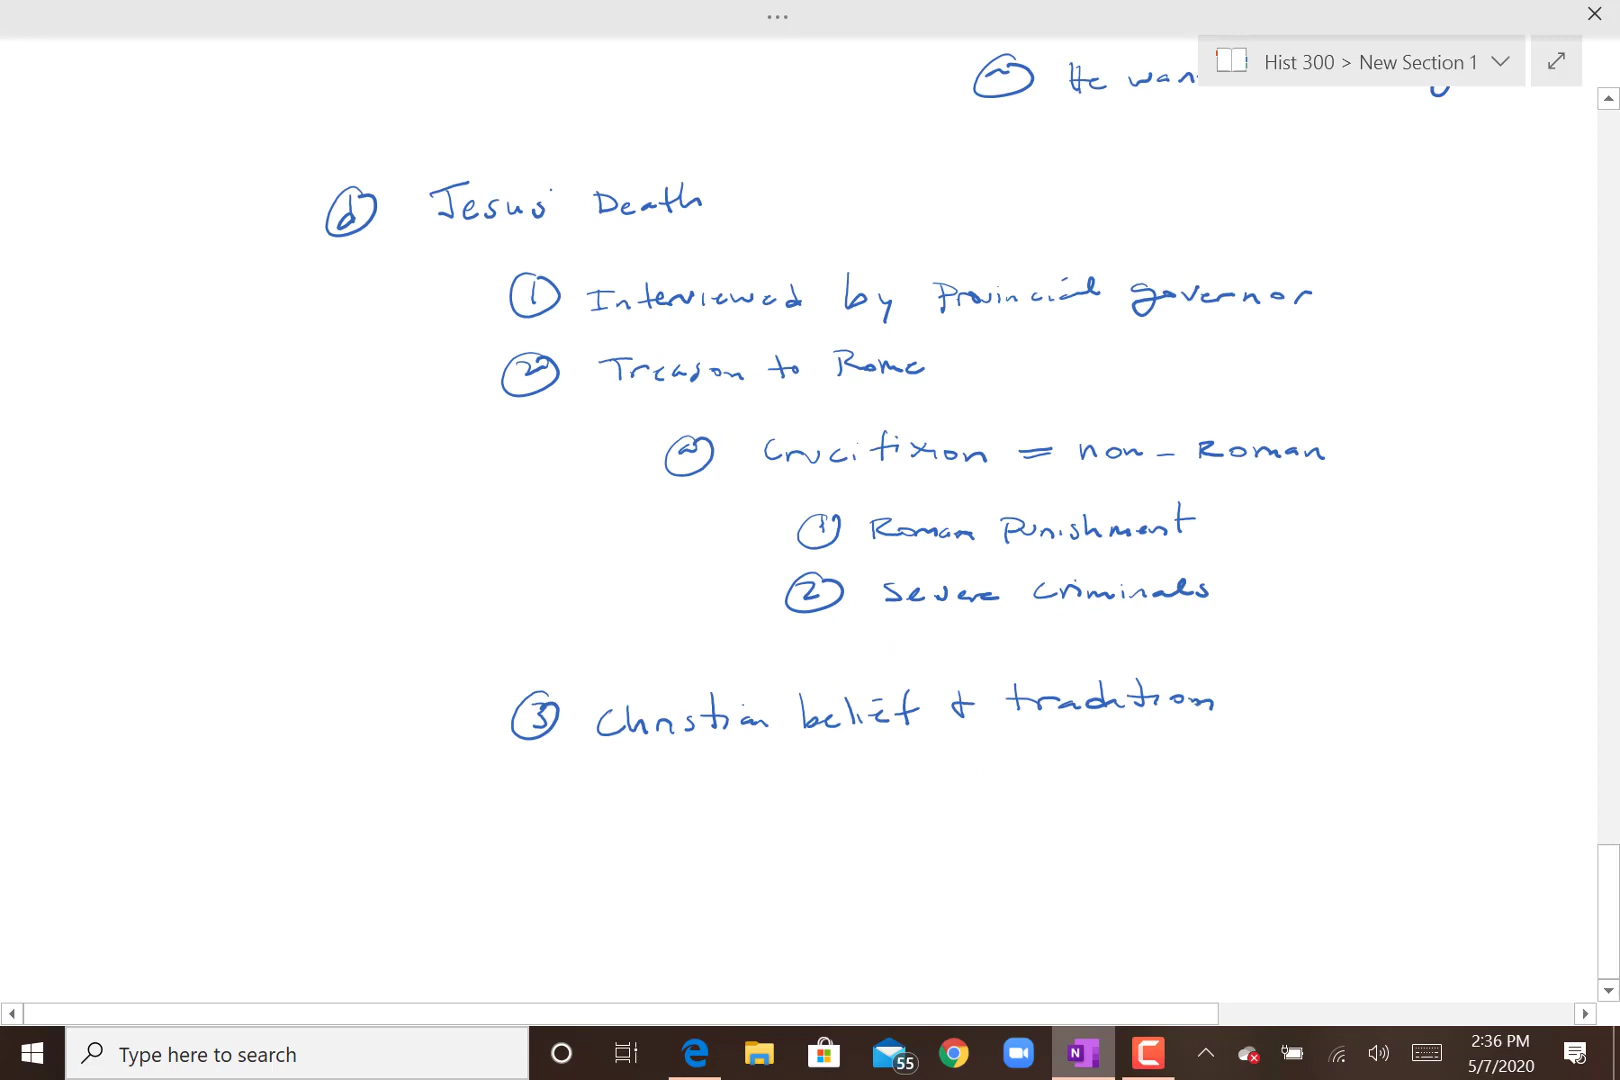 Hist 300 > New Section 1
a He wan
d Jesus' Death
1 Interviewed by Provincial governor
2 Treason to Rome
a Crucifixion = non-Roman
1 Roman Punishment
2 Severe Criminals
3 Christian belief & tradition
Type here to search
55
N
2:36 PM
5/7/2020